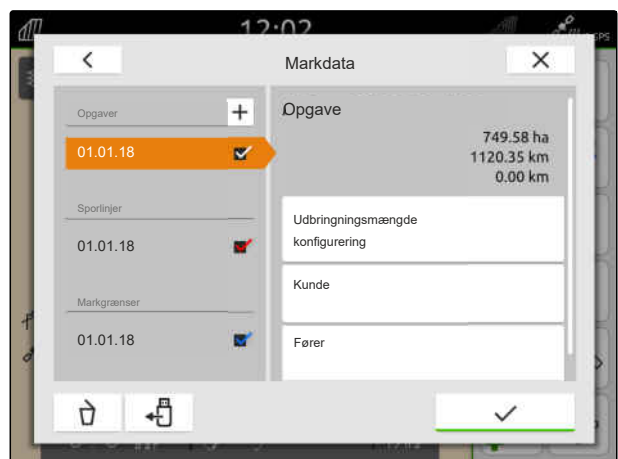 12:02
GPS
Markdata
Opgaver
01.01.18
Sporlinjer
01.01.18
Markgrænser
01.01.18
Opgave
749.58 ha
1120.35 km
0.00 km
Udbringningsmængde
konfigurering
Kunde
Fører